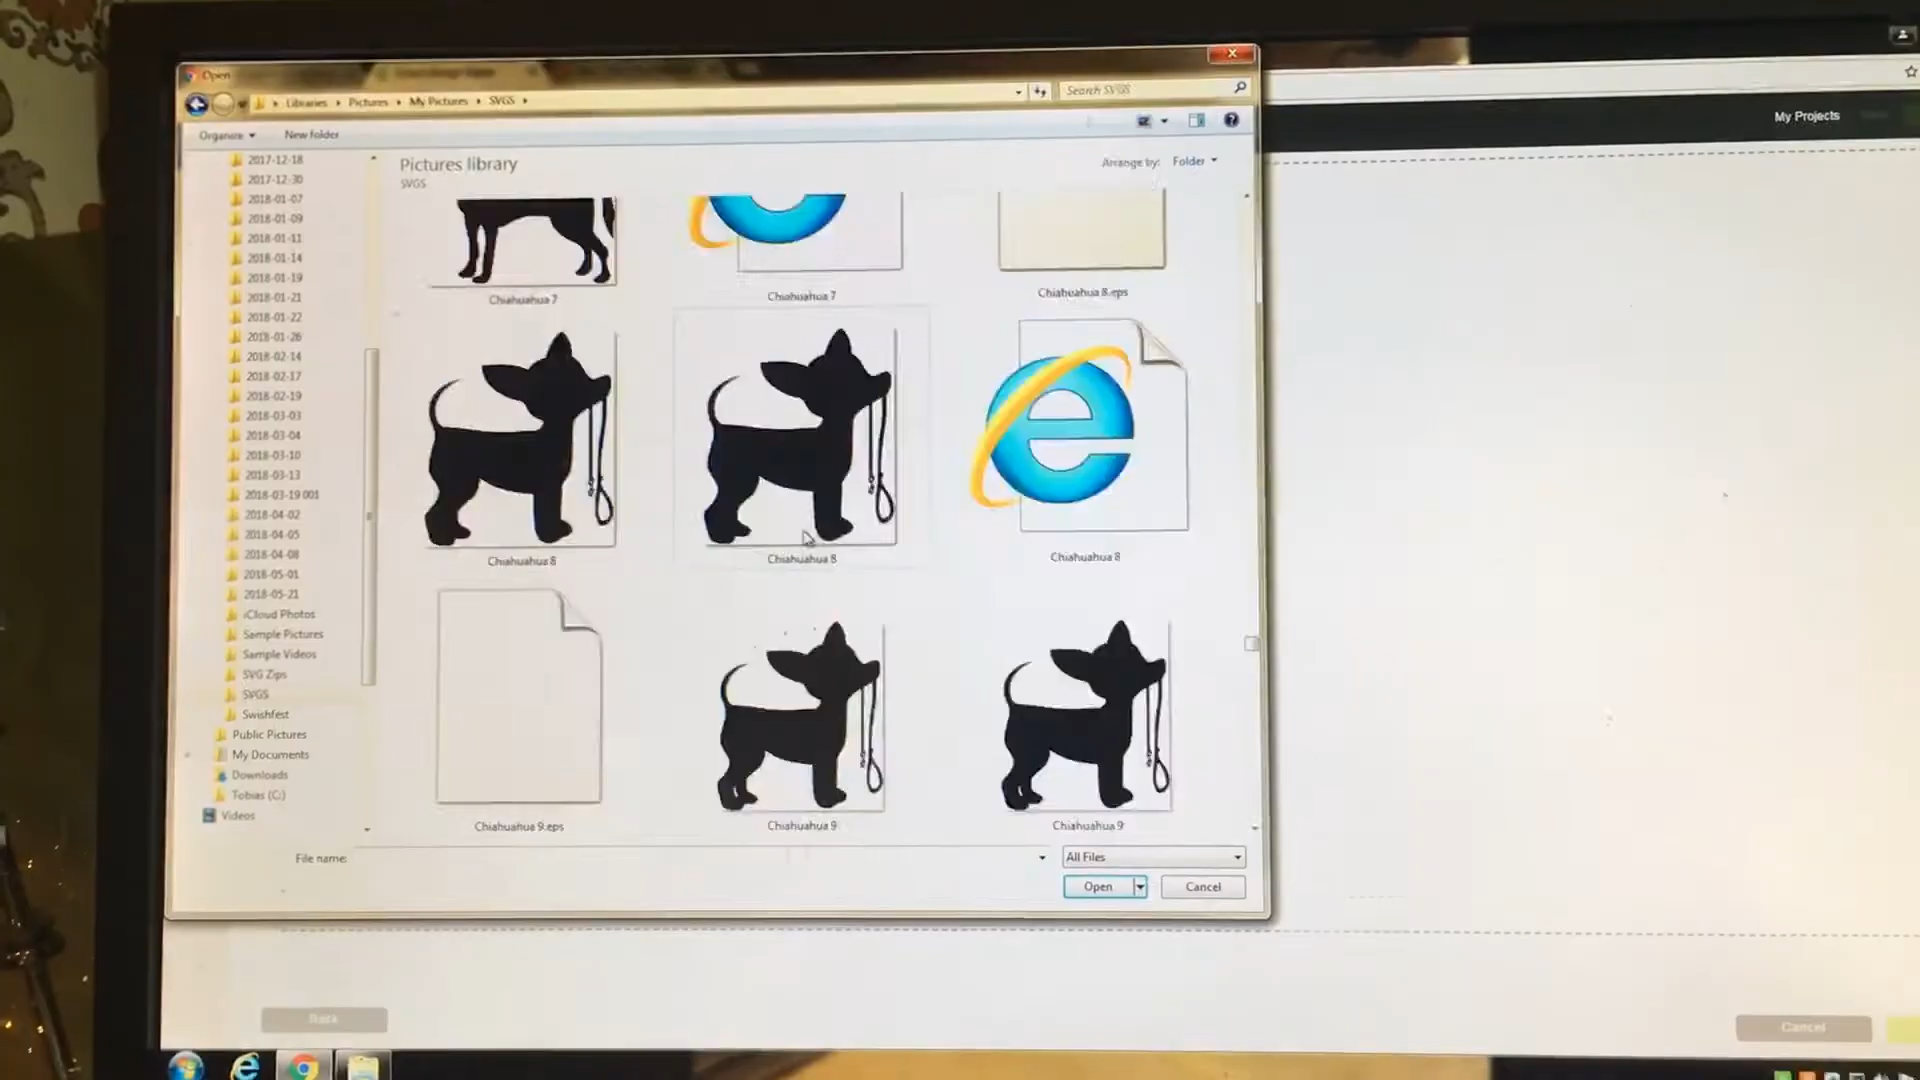 Open
Libraries
Pictures
My Pictures
SVGS
Search SVGS
Organize
New folder
My Projects
Pictures library
SVGS
Arrange by:
Folder
2017-12-18
2017-12-30
2018-01-07
2018-01-09
2018-01-11
2018-01-14
2018-01-19
2018-01-21
2018-01-22
2018-01-26
2018-02-14
2018-02-17
2018-02-19
2018-03-03
2018-03-04
2018-03-10
2018-03-13
2018-03-19 001
2018-04-02
2018-04-05
2018-04-08
2018-05-01
2018-05-21
iCloud Photos
Sample Pictures
Sample Videos
SVG Zips
SVGS
Swishfest
Public Pictures
My Documents
Downloads
Tobias (C:)
Videos
Chiahuahua 7
Chiahuahua 7
Chiahuahua 8.eps
Chiahuahua 8
Chiahuahua 8
Chiahuahua 8
Chiahuahua 9.eps
Chiahuahua 9
Chiahuahua 9
File name:
All Files
Open
Cancel
Back
Cancel